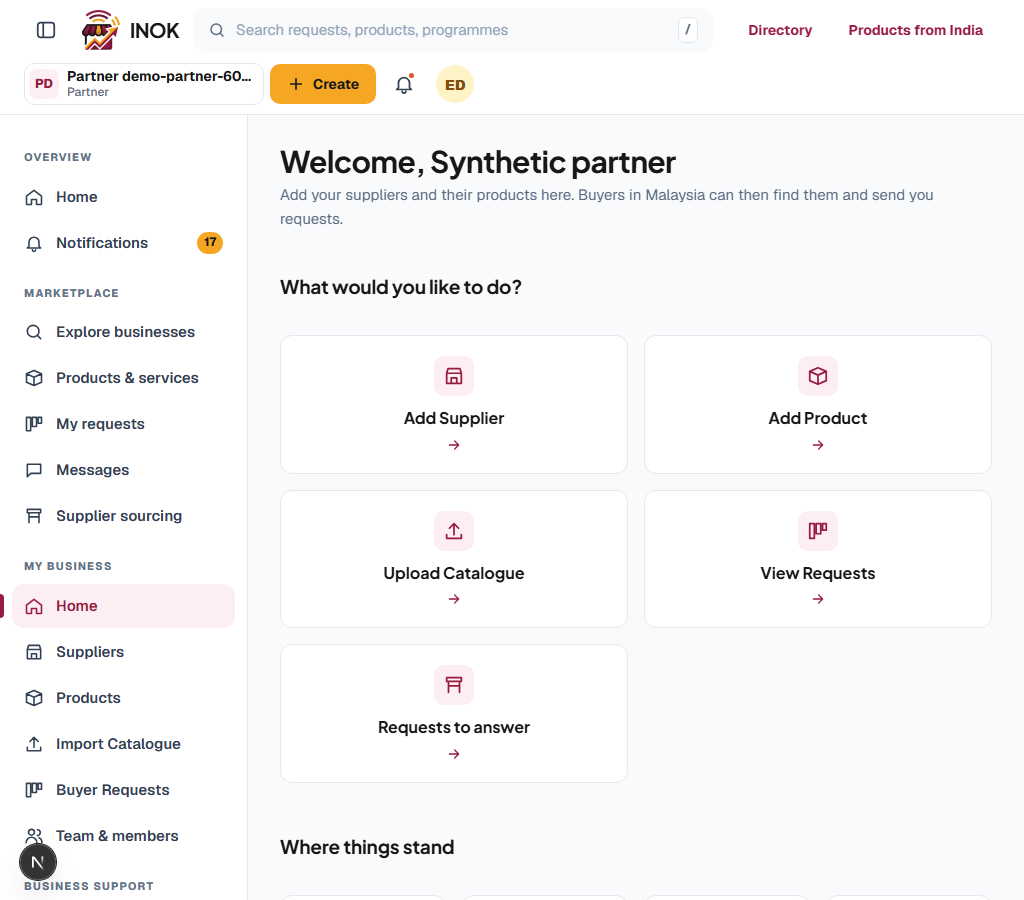 INOK
Search requests, products, programmes
/
Directory
Products from India
PD
Partner demo-partner-60...
Partner
+ Create
ED
OVERVIEW
Home
Notifications
17
MARKETPLACE
Explore businesses
Products & services
My requests
Messages
Supplier sourcing
MY BUSINESS
Home
Suppliers
Products
Import Catalogue
Buyer Requests
Team & members
N
BUSINESS SUPPORT
Welcome, Synthetic partner
Add your suppliers and their products here. Buyers in Malaysia can then find them and send you
requests.
What would you like to do?
Add Supplier
→
Add Product
→
Upload Catalogue
→
View Requests
→
Requests to answer
→
Where things stand